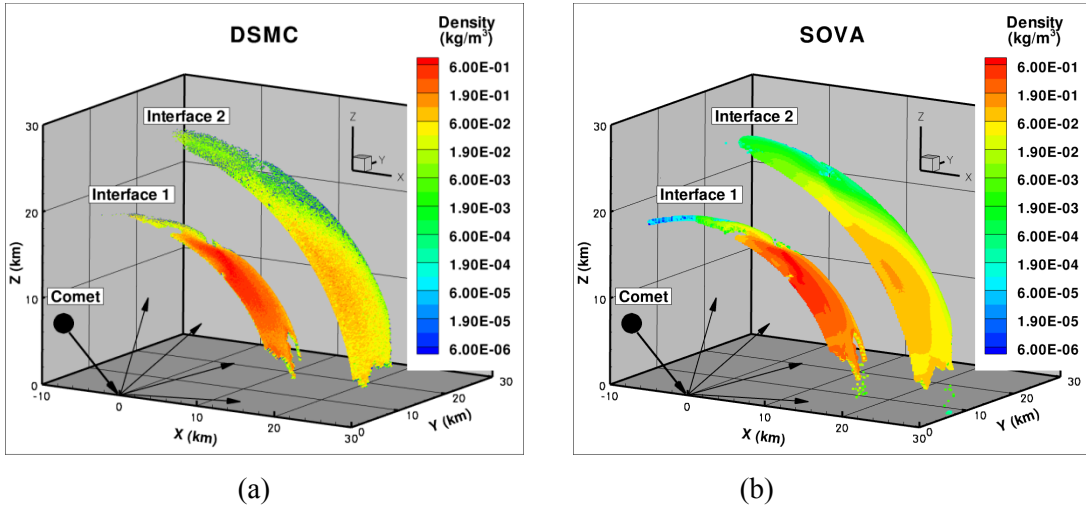 DSMC
Density
(kg/m³)
6.00E-01
1.90E-01
6.00E-02
1.90E-02
6.00E-03
1.90E-03
6.00E-04
1.90E-04
6.00E-05
1.90E-05
6.00E-06
Interface 2
Interface 1
Comet
Z
Y
X
Z (km)
30
20
10
0
-10
0
10
20
30
X (km)
0
10
20
30
Y (km)
(a)
SOVA
Density
(kg/m³)
6.00E-01
1.90E-01
6.00E-02
1.90E-02
6.00E-03
1.90E-03
6.00E-04
1.90E-04
6.00E-05
1.90E-05
6.00E-06
Interface 2
Interface 1
Comet
Z
Y
X
Z (km)
30
20
10
0
-10
0
10
20
30
X (km)
0
10
20
30
Y (km)
(b)